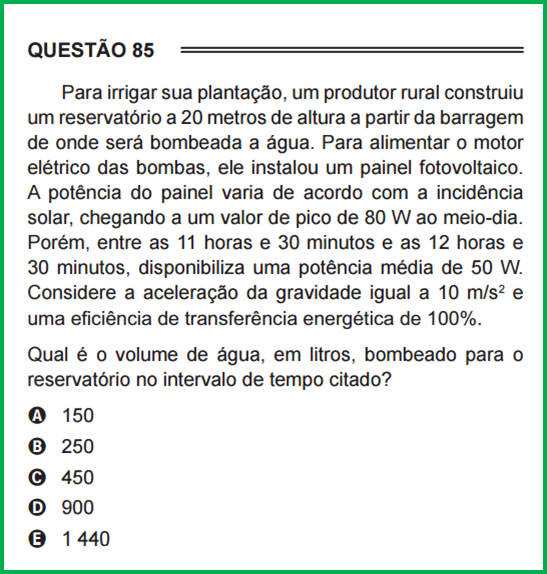 QUESTÃO 85
Para irrigar sua plantação, um produtor rural construiu
um reservatório a 20 metros de altura a partir da barragem
de onde será bombeada a água. Para alimentar o motor
elétrico das bombas, ele instalou um painel fotovoltaico.
A potência do painel varia de acordo com a incidência
solar, chegando a um valor de pico de 80 W ao meio-dia.
Porém, entre as 11 horas e 30 minutos e as 12 horas e
30 minutos, disponibiliza uma potência média de 50 W.
Considere a aceleração da gravidade igual a 10 m/s² e
uma eficiência de transferência energética de 100%.
Qual é o volume de água, em litros, bombeado para o
reservatório no intervalo de tempo citado?
A 150
B 250
C 450
D 900
E 1 440